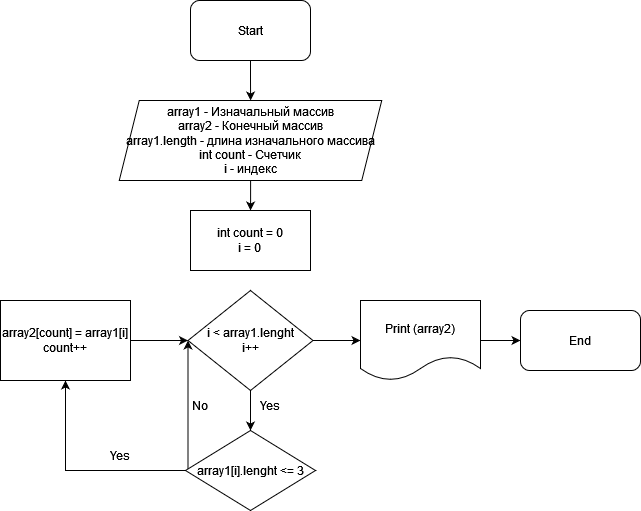 Start
array1 - Изначальный массив
array2 - Конечный массив
array1.length - длина изначального массива
int count - Счетчик
i - индекс
int count = 0
i = 0
array2[count] = array1[i]
count++
i < array1.lenght
i++
Print (array2)
End
No
Yes
Yes
array1[i].lenght <= 3